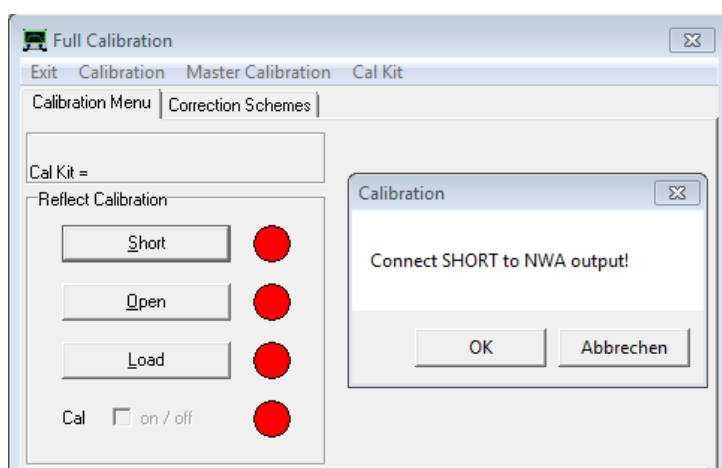 Full Calibration
Exit Calibration Master Calibration Cal Kit
Calibration Menu Correction Schemes
Cal Kit =
Reflect Calibration
Short
Open
Load
Cal on / off
Calibration
Connect SHORT to NWA output!
OK Abbrechen